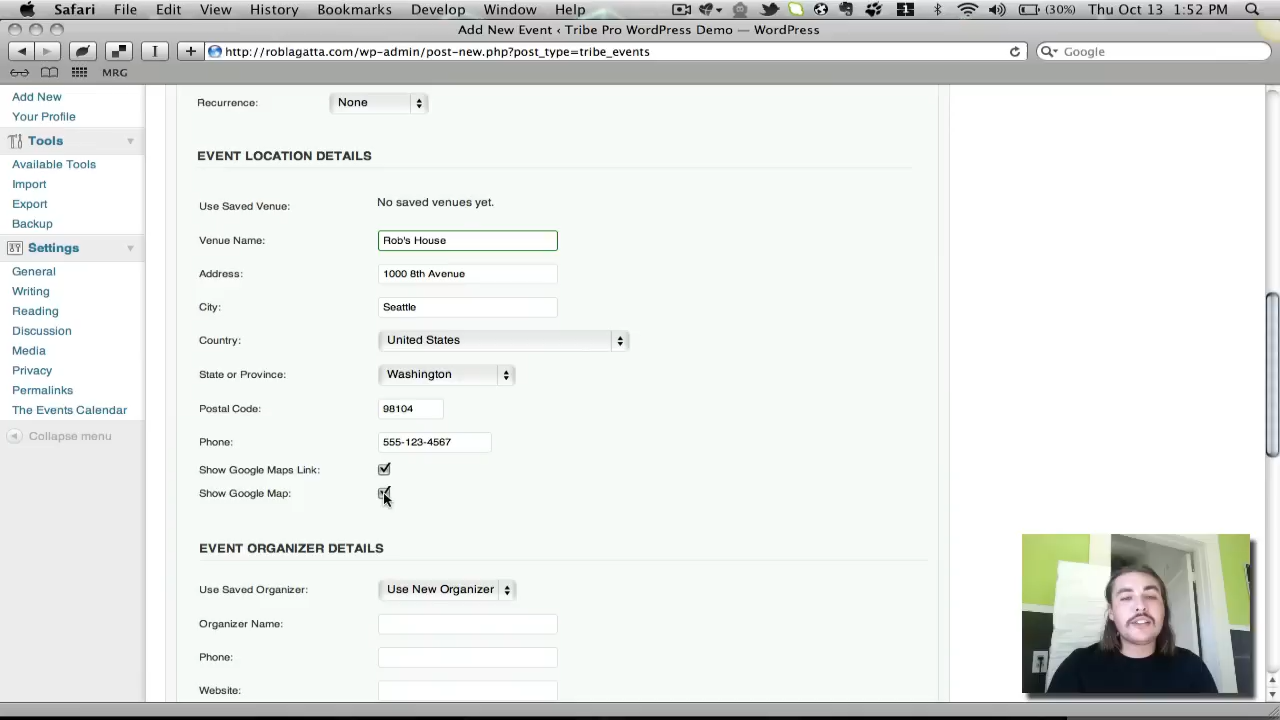 Safari File Edit View History Bookmarks Develop Window Help (30%) Thu Oct 13 1:52 PM
Add New Event ‹ Tribe Pro WordPress Demo — WordPress
http://roblagatta.com/wp-admin/post-new.php?post_type=tribe_events
Google
MRG
Add New
Your Profile
Tools
Available Tools
Import
Export
Backup
Settings
General
Writing
Reading
Discussion
Media
Privacy
Permalinks
The Events Calendar
Collapse menu
Recurrence: None
EVENT LOCATION DETAILS
Use Saved Venue: No saved venues yet.
Venue Name: Rob's House
Address: 1000 8th Avenue
City: Seattle
Country: United States
State or Province: Washington
Postal Code: 98104
Phone: 555-123-4567
Show Google Maps Link:
Show Google Map:
EVENT ORGANIZER DETAILS
Use Saved Organizer: Use New Organizer
Organizer Name:
Phone:
Website: